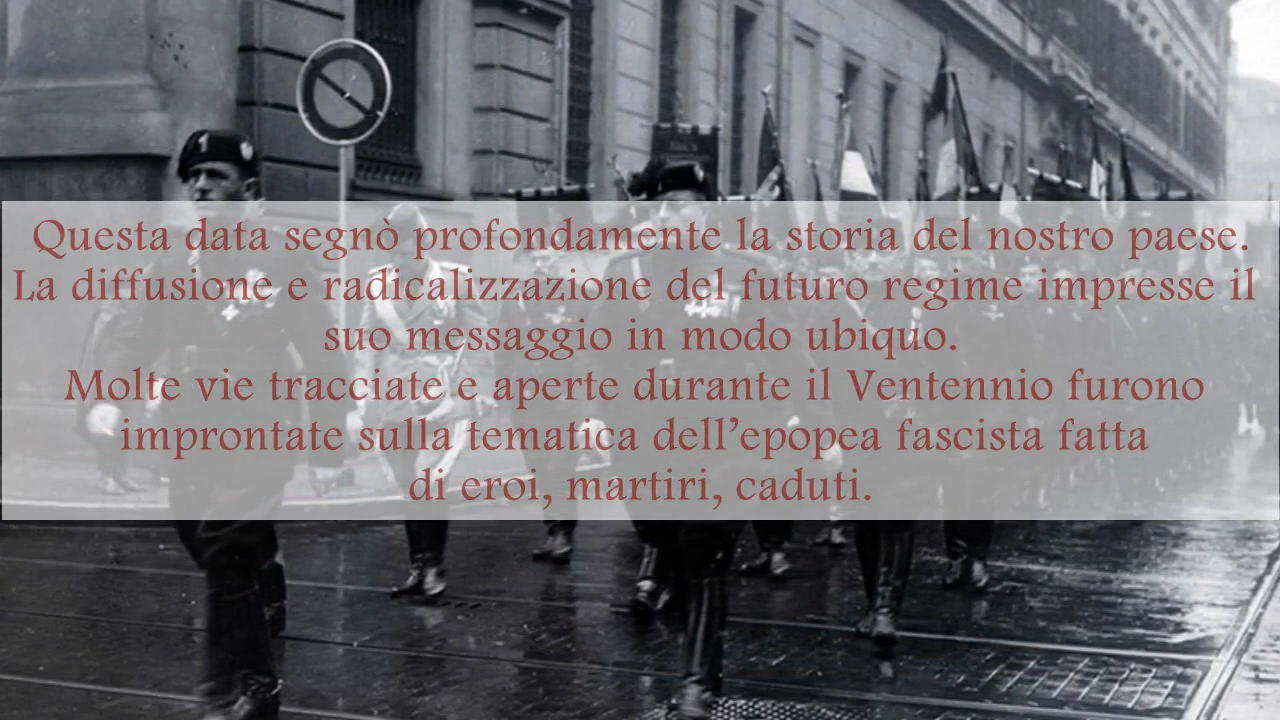 Questa data segnò profondamente la storia del nostro paese.
La diffusione e radicalizzazione del futuro regime impresse il
suo messaggio in modo ubiquo.
Molte vie tracciate e aperte durante il Ventennio furono
improntate sulla tematica dell’epopea fascista fatta
di eroi, martiri, caduti.